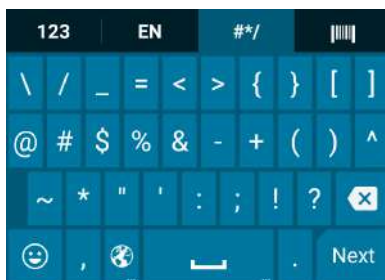 123 EN #*/
\ / _ = < > { } [ ]
@ # $ % & - + ( ) ^
~ * " ' : ; ! ?
, . Next